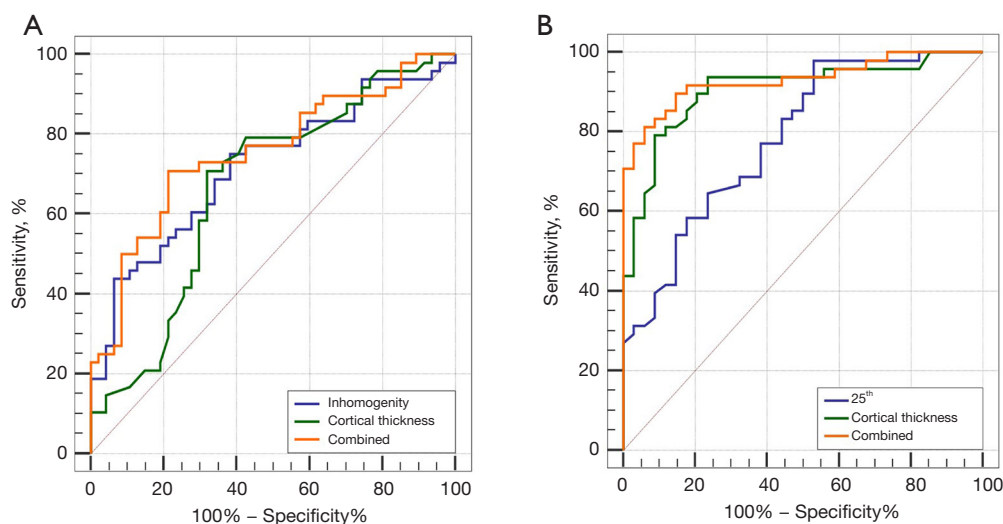 A
Sensitivity, %
100
80
60
40
20
0
0 20 40 60 80 100
100% – Specificity%
Inhomogenity
Cortical thickness
Combined
B
Sensitivity, %
100
80
60
40
20
0
0 20 40 60 80 100
100% – Specificity%
25th
Cortical thickness
Combined